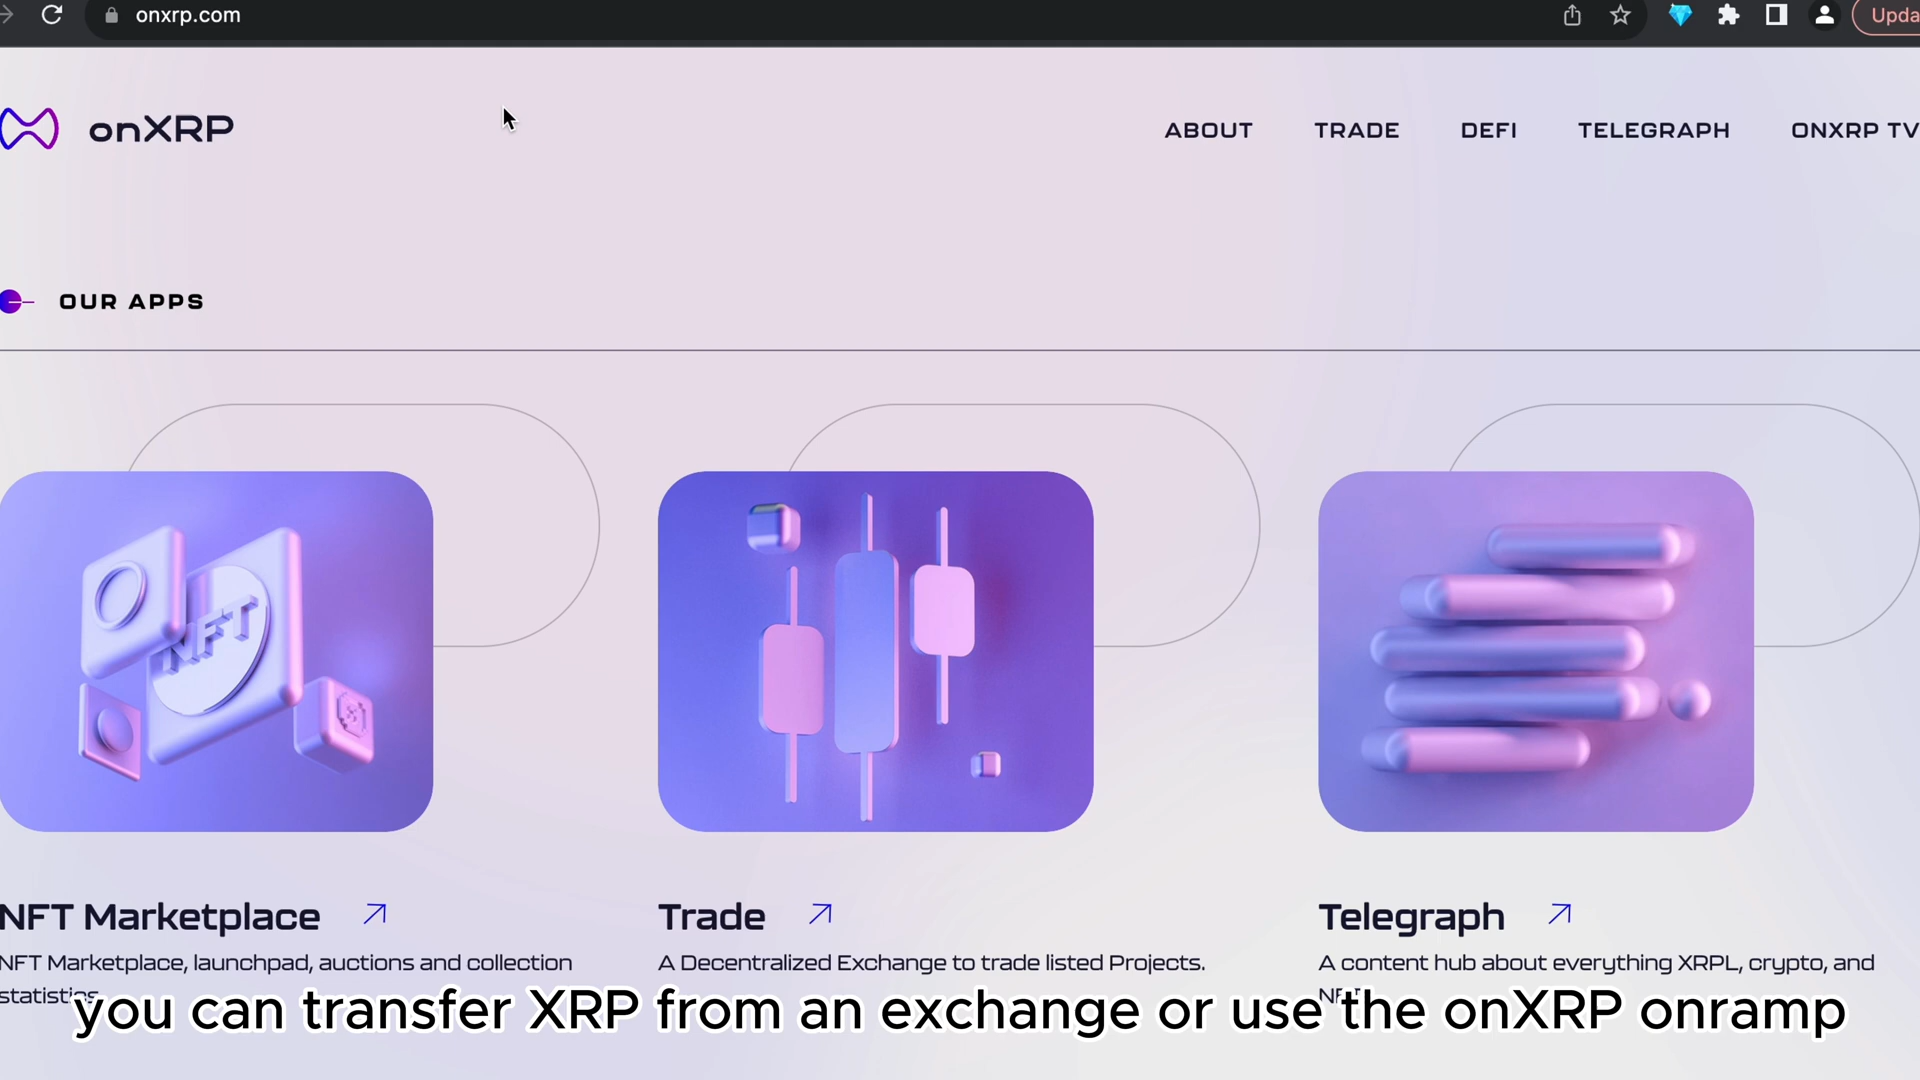 onxrp.com
Upda
onXRP
ABOUT TRADE DEFI TELEGRAPH ONXRP TV
OUR APPS
NFT
NFT Marketplace
NFT Marketplace, launchpad, auctions and collection
statistics
Trade
A Decentralized Exchange to trade listed Projects.
Telegraph
A content hub about everything XRPL, crypto, and
you can transfer XRP from an exchange or use the onXRP onramp